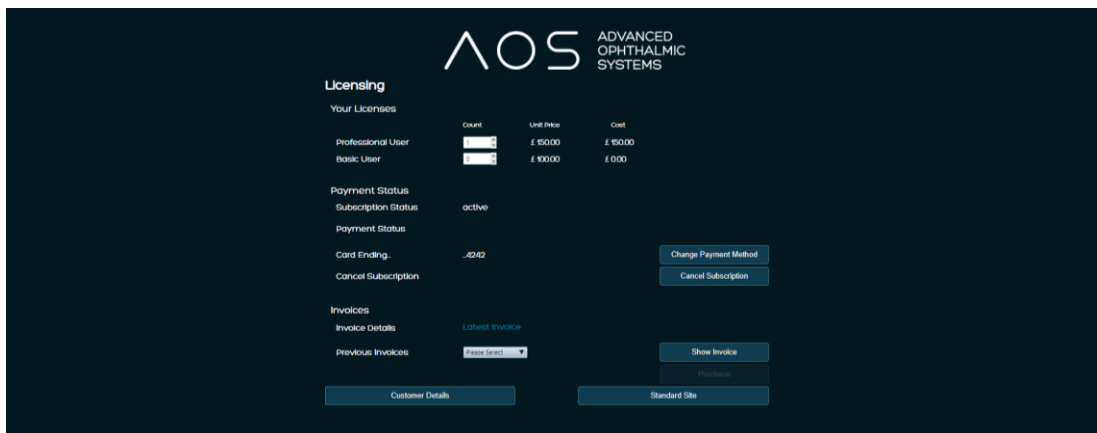 AOS
ADVANCED
OPHTHALMIC
SYSTEMS
Licensing
Your Licenses
Count Unit Price Cost
Professional User 1 £ 150.00 £ 150.00
Basic User 0 £ 100.00 £ 0.00
Payment Status
Subscription Status active
Payment Status
Card Ending.. ..4242 Change Payment Method
Cancel Subscription Cancel Subscription
Invoices
Invoice Details Latest Invoice
Previous Invoices Please Select Show Invoice
Purchase
Customer Details Standard Site